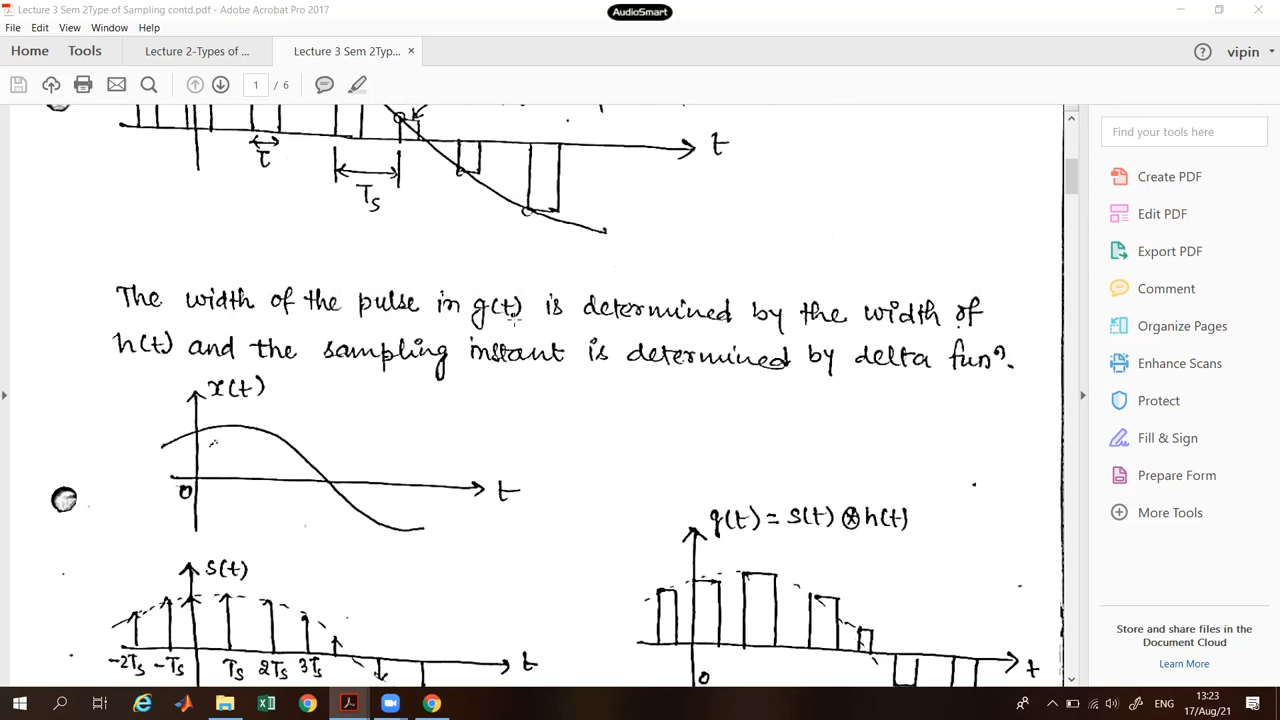 Lecture 3 Sem 2Type of Sampling contd.pdf - Adobe Acrobat Pro 2017
AudioSmart
File Edit View Window Help
Home Tools Lecture 2-Types of ... Lecture 3 Sem 2Typ... × vipin
1 / 6
Find your tools here
Create PDF
Edit PDF
Export PDF
Comment
Organize Pages
Enhance Scans
Protect
Fill & Sign
Prepare Form
More Tools
Store and share files in the
Document Cloud
Learn More
t
τ
Ts
The width of the pulse in g(t) is determined by the width of
h(t) and the sampling instant is determined by delta funⁿ.
x(t)
0 t
g(t) = s(t) ⊛ h(t)
s(t)
-2Ts -Ts Ts 2Ts 3Ts t
0 t
ENG 13:23
17/Aug/21